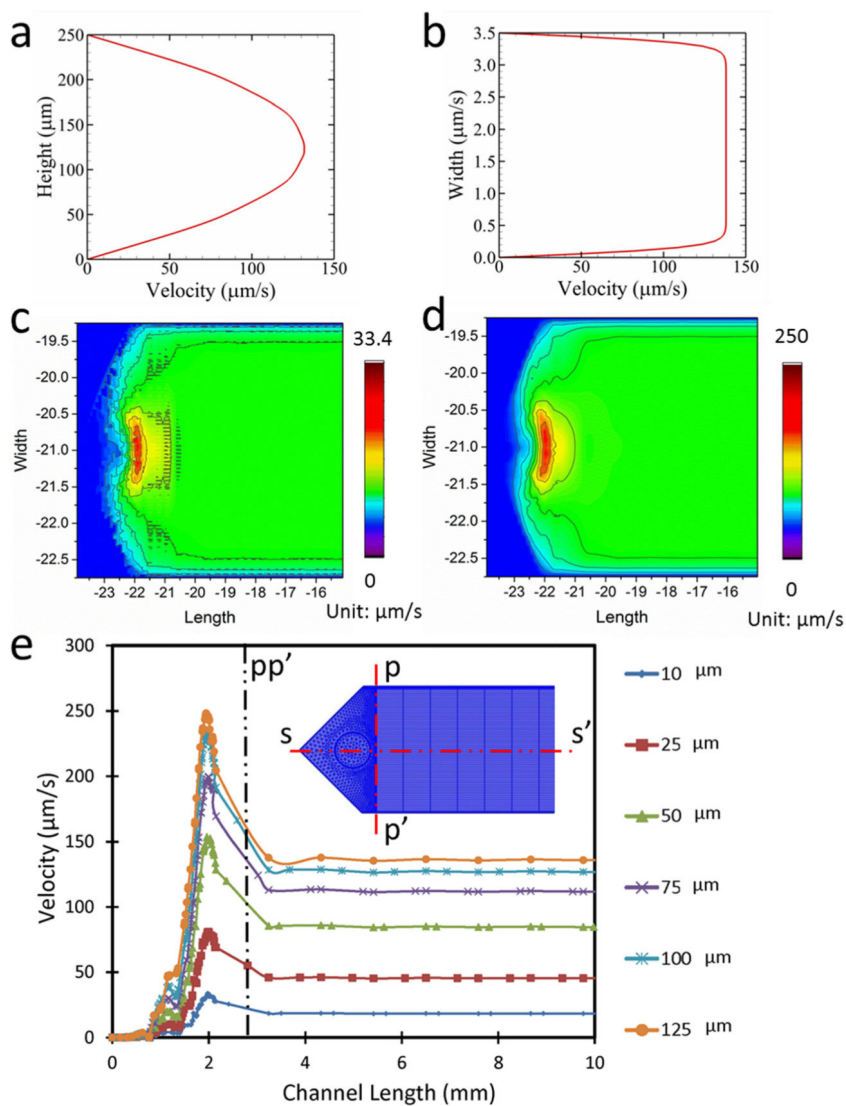 a
250
200
150
100
50
0
Height (μm)
0 50 100 150
Velocity (μm/s)
b
3.5
3.0
2.5
2.0
1.5
1.0
0.5
0.0
Width (μm/s)
0 50 100 150
Velocity (μm/s)
c
-19.5
-20.0
-20.5
-21.0
-21.5
-22.0
-22.5
Width
-23 -22 -21 -20 -19 -18 -17 -16
Length
33.4
0
Unit: μm/s
d
-19.5
-20.0
-20.5
-21.0
-21.5
-22.0
-22.5
Width
-23 -22 -21 -20 -19 -18 -17 -16
Length
250
0
Unit: μm/s
e
300
250
200
150
100
50
0
Velocity (μm/s)
0 2 4 6 8 10
Channel Length (mm)
pp’
p
s
s’
p’
10 μm
25 μm
50 μm
75 μm
100 μm
125 μm